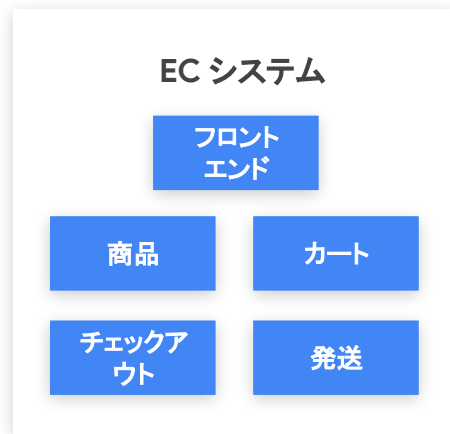 EC システム
フロント
エンド
商品
カート
チェックア
ウト
発送